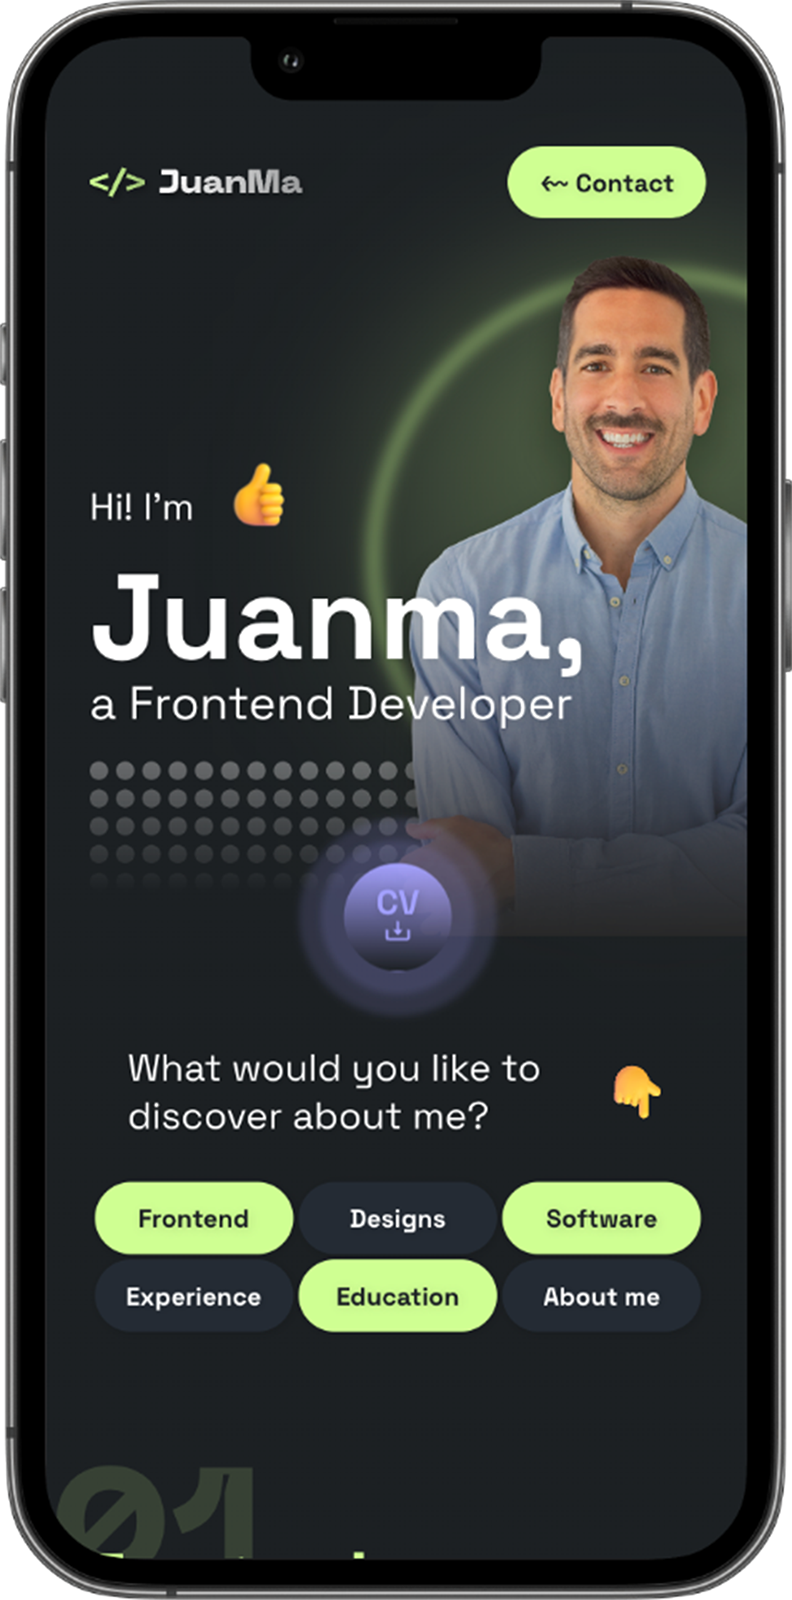 </> JuanMa
Contact
Hi! I'm
Juanma,
a Frontend Developer
CV
What would you like to
discover about me?
Frontend
Designs
Software
Experience
Education
About me
01